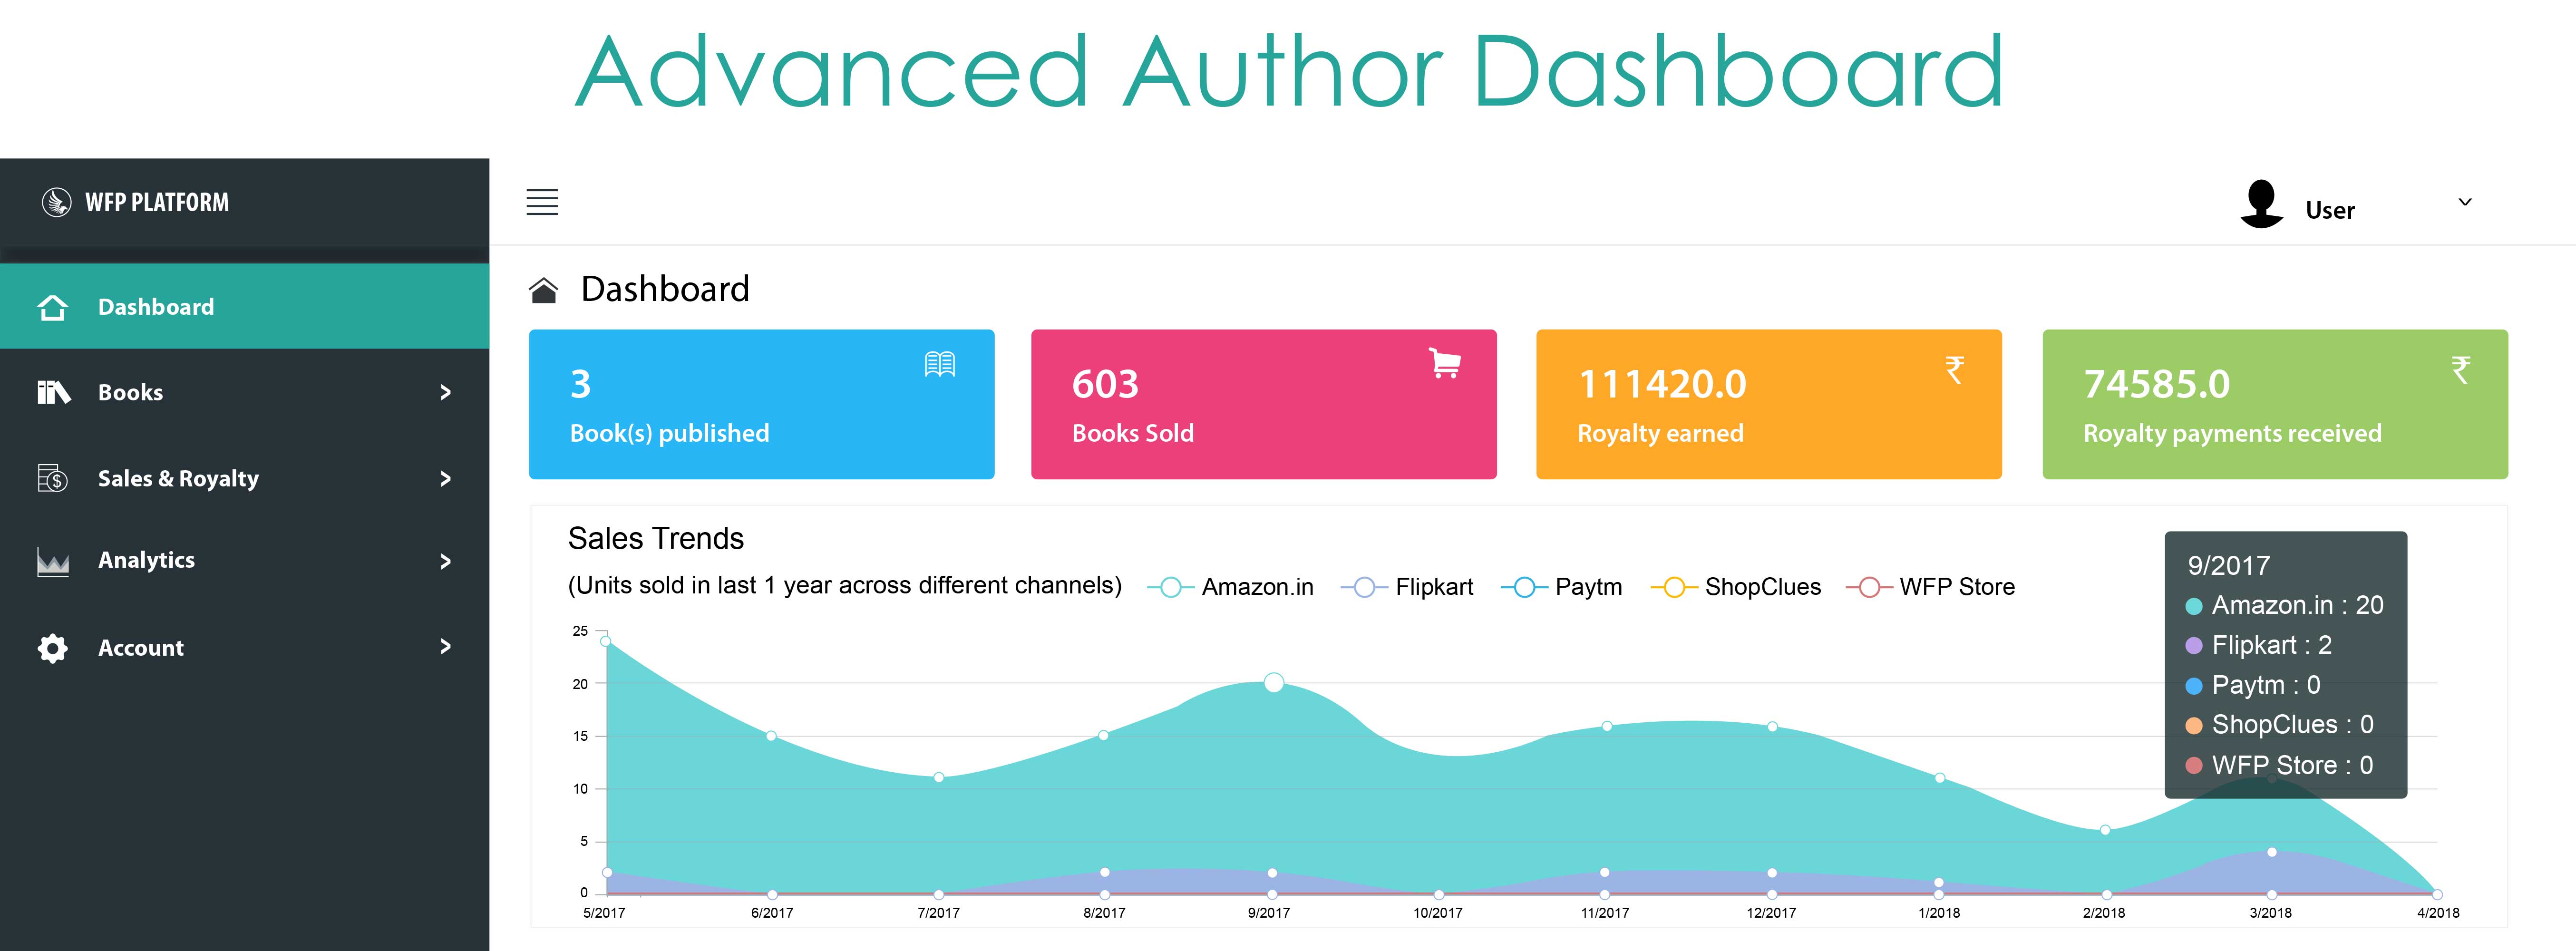 Advanced Author Dashboard
WFP PLATFORM
User
Dashboard
Books
Sales & Royalty
Analytics
Account
Dashboard
3
Book(s) published
603
Books Sold
111420.0
₹
Royalty earned
74585.0
₹
Royalty payments received
Sales Trends
(Units sold in last 1 year across different channels)
Amazon.in
Flipkart
Paytm
ShopClues
WFP Store
9/2017
Amazon.in : 20
Flipkart : 2
Paytm : 0
ShopClues : 0
WFP Store : 0
25
20
15
10
5
0
5/2017
6/2017
7/2017
8/2017
9/2017
10/2017
11/2017
12/2017
1/2018
2/2018
3/2018
4/2018